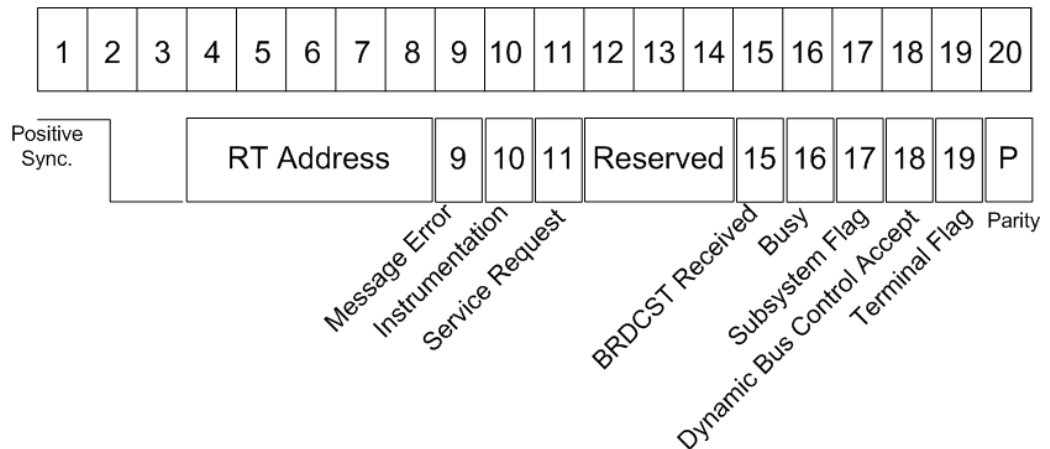 1 2 3 4 5 6 7 8 9 10 11 12 13 14 15 16 17 18 19 20
Positive
Sync.
RT Address 9 10 11 Reserved 15 16 17 18 19 P
Message Error
Instrumentation
Service Request
BRDCST Received
Busy
Subsystem Flag
Dynamic Bus Control Accept
Terminal Flag
Parity